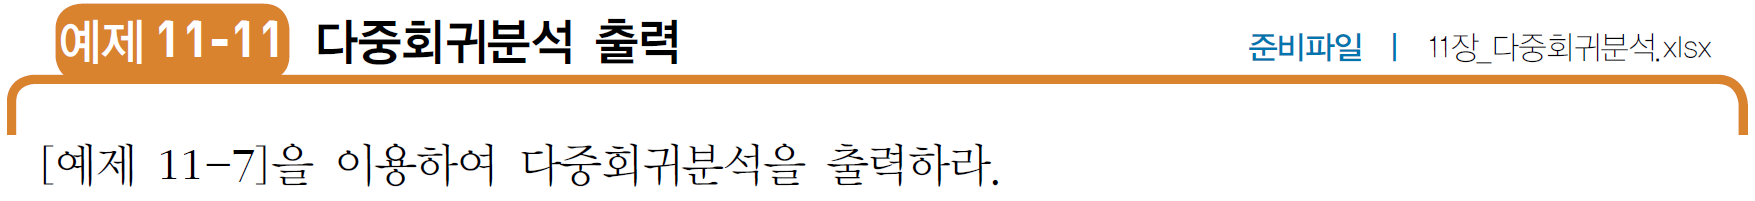 예제 11-11 다중회귀분석 출력 준비파일 | 11장_다중회귀분석.xlsx
[예제 11-7]을 이용하여 다중회귀분석을 출력하라.